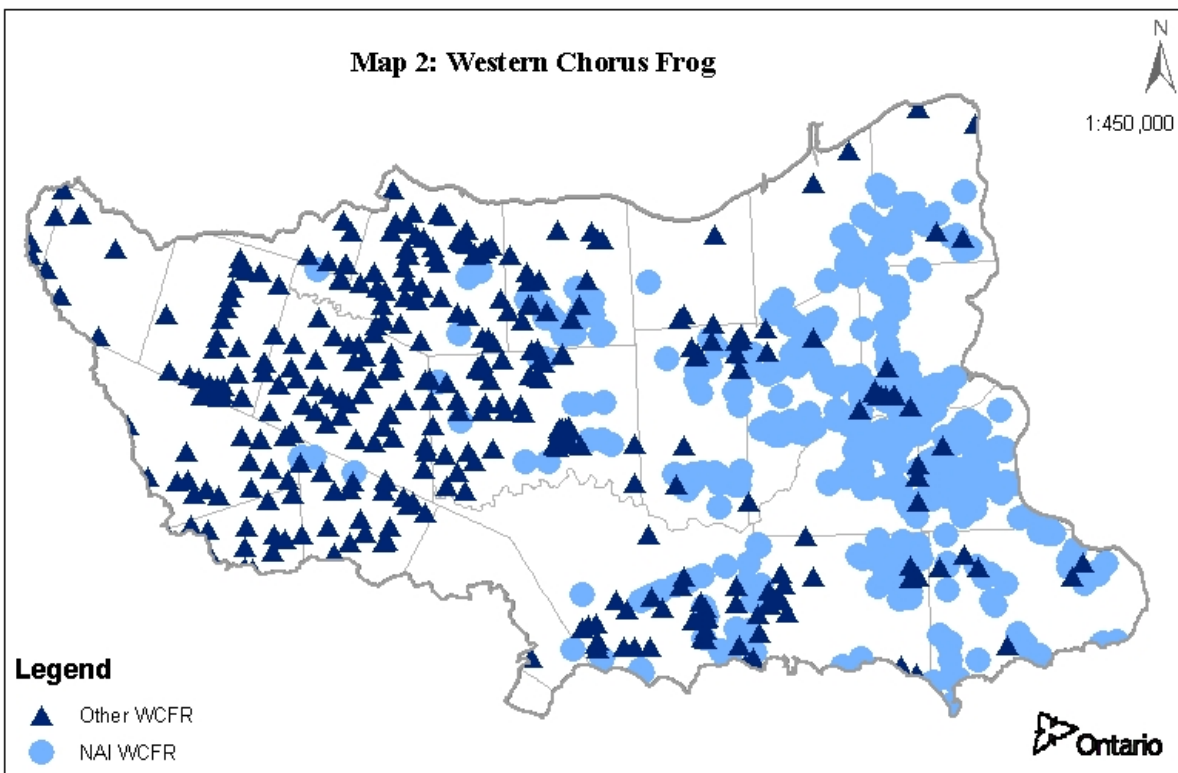 Map 2: Western Chorus Frog
N
1:450,000
Legend
Other WCFR
NAI WCFR
Ontario